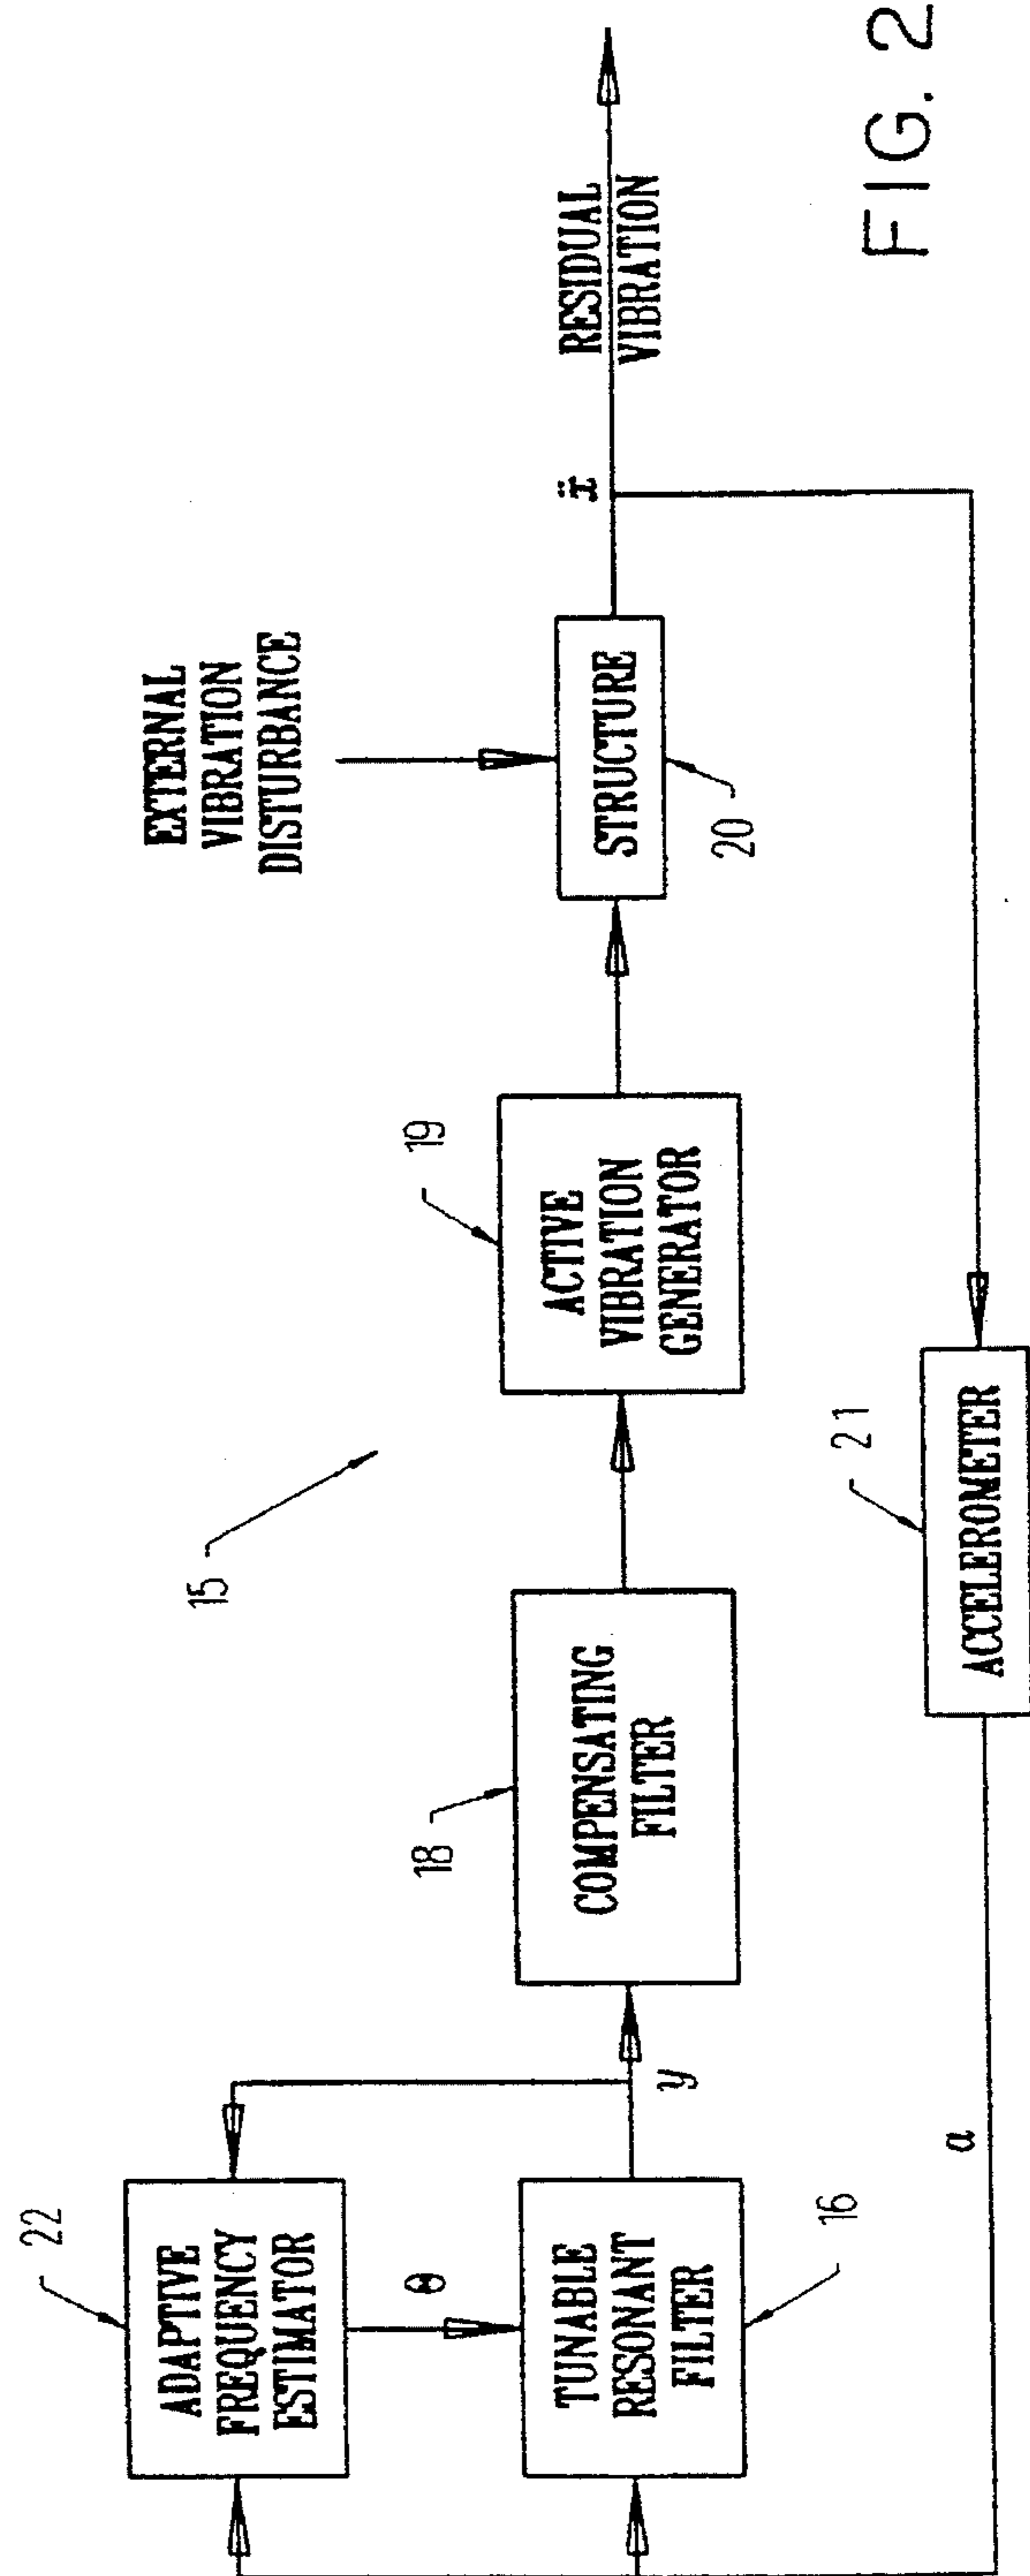 22
ADAPTIVE
FREQUENCY
ESTIMATOR
Θ
TUNABLE
RESONANT
FILTER
16
y
18
COMPENSATING
FILTER
15
19
ACTIVE
VIBRATION
GENERATOR
EXTERNAL
VIBRATION
DISTURBANCE
STRUCTURE
20
ẍ
RESIDUAL
VIBRATION
a
21
ACCELEROMETER
FIG. 2